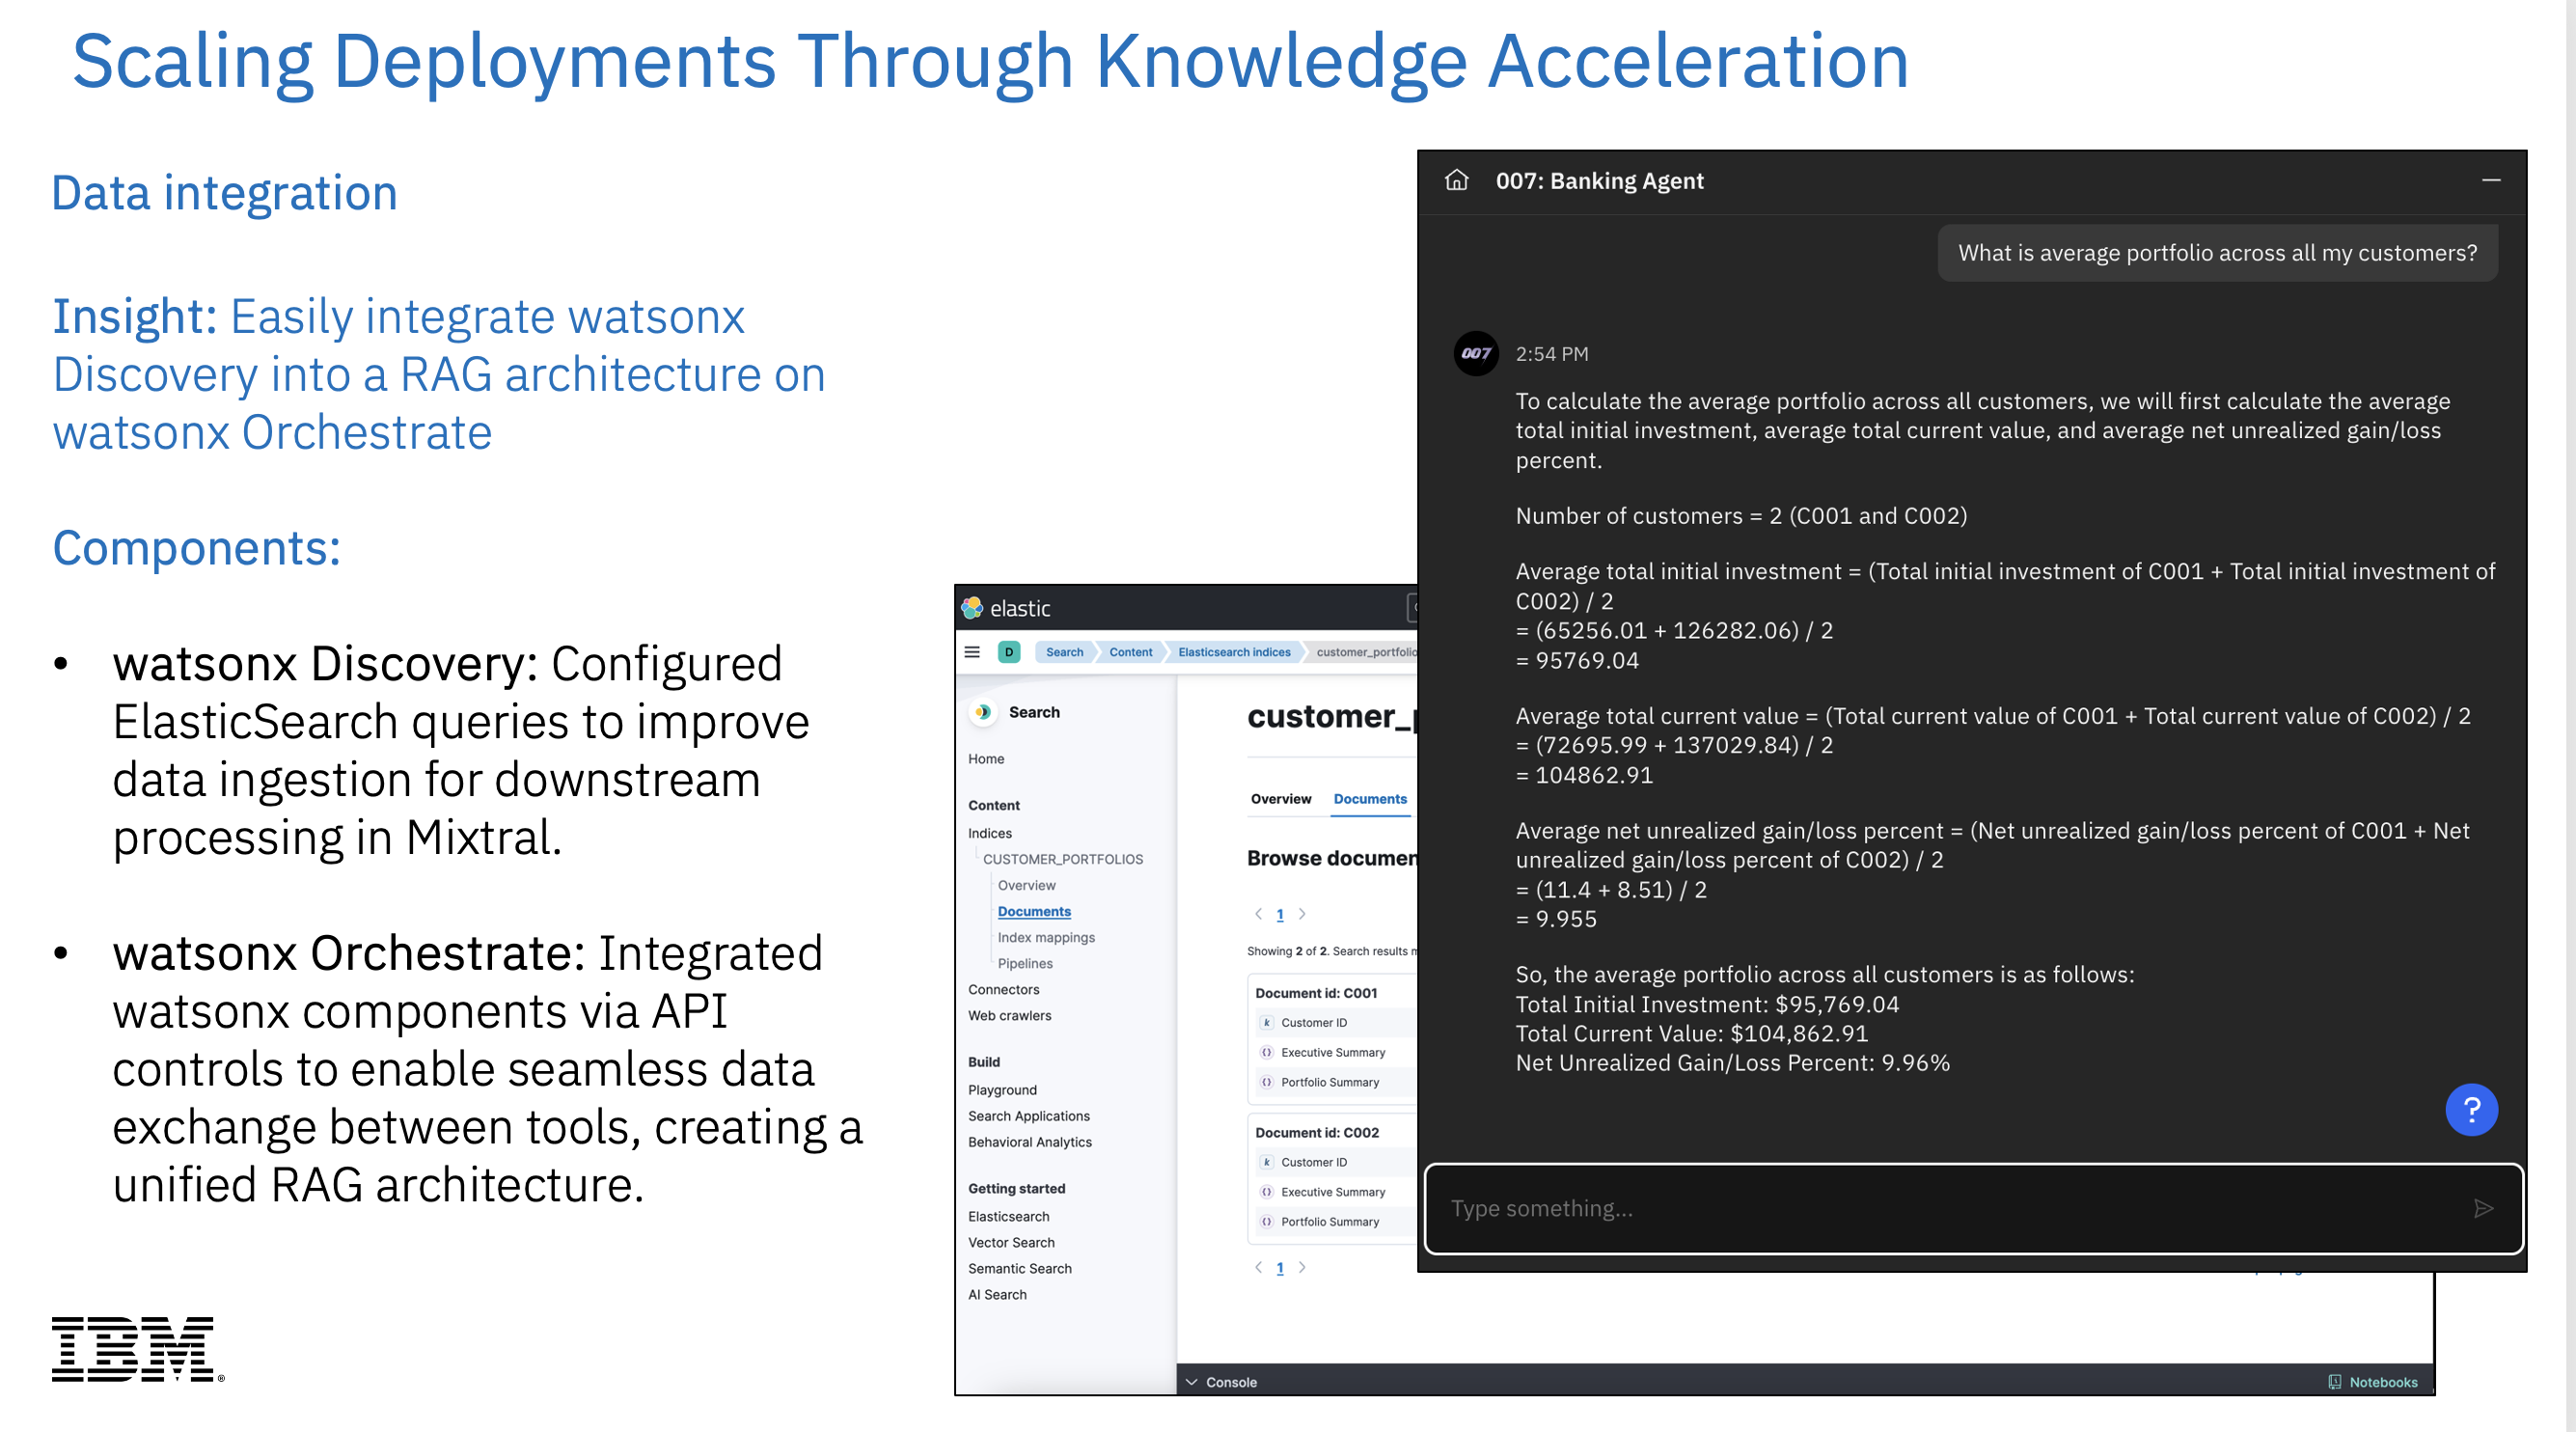 Scaling Deployments Through Knowledge Acceleration
Data integration
Insight: Easily integrate watsonx
Discovery into a RAG architecture on
watsonx Orchestrate
Components:
• watsonx Discovery: Configured
ElasticSearch queries to improve
data ingestion for downstream
processing in Mixtral.
• watsonx Orchestrate: Integrated
watsonx components via API
controls to enable seamless data
exchange between tools, creating a
unified RAG architecture.
IBM®
elastic
D
Search
Content
Elasticsearch indices
customer_portfolio
Search
Home
Content
Indices
CUSTOMER_PORTFOLIOS
Overview
Documents
Index mappings
Pipelines
Connectors
Web crawlers
Build
Playground
Search Applications
Behavioral Analytics
Getting started
Elasticsearch
Vector Search
Semantic Search
AI Search
customer_p
Overview
Documents
Browse documen
1
Showing 2 of 2. Search results
Document id: C001
k Customer ID
Executive Summary
Portfolio Summary
Document id: C002
k Customer ID
Executive Summary
Portfolio Summary
1
Console
Notebooks
007: Banking Agent
What is average portfolio across all my customers?
007
2:54 PM
To calculate the average portfolio across all customers, we will first calculate the average
total initial investment, average total current value, and average net unrealized gain/loss
percent.
Number of customers = 2 (C001 and C002)
Average total initial investment = (Total initial investment of C001 + Total initial investment of
C002) / 2
= (65256.01 + 126282.06) / 2
= 95769.04
Average total current value = (Total current value of C001 + Total current value of C002) / 2
= (72695.99 + 137029.84) / 2
= 104862.91
Average net unrealized gain/loss percent = (Net unrealized gain/loss percent of C001 + Net
unrealized gain/loss percent of C002) / 2
= (11.4 + 8.51) / 2
= 9.955
So, the average portfolio across all customers is as follows:
Total Initial Investment: $95,769.04
Total Current Value: $104,862.91
Net Unrealized Gain/Loss Percent: 9.96%
?
Type something...